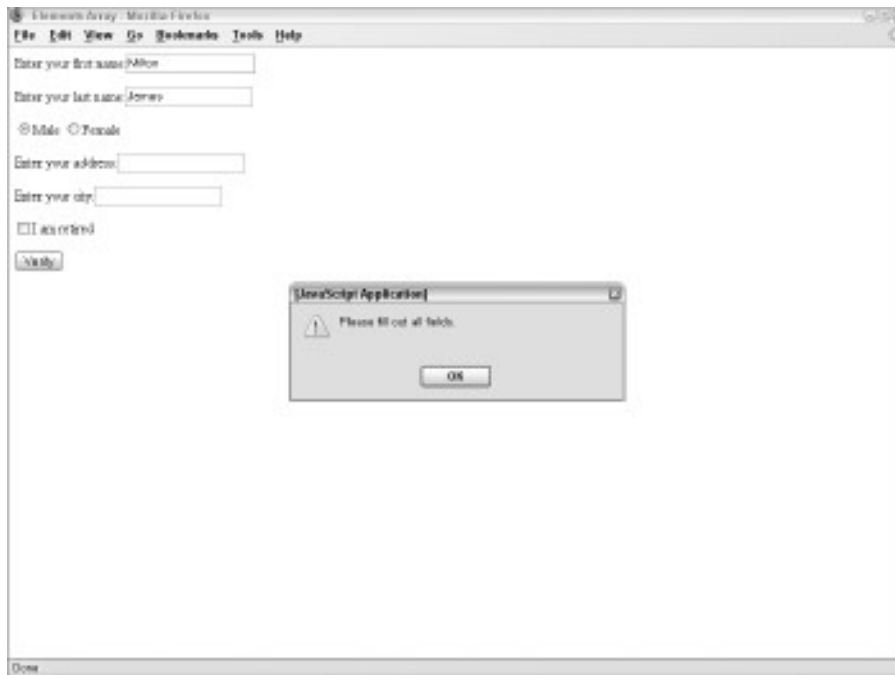 Elements Array - Mozilla Firefox
File Edit View Go Bookmarks Tools Help
Enter your first name:
Enter your last name: James
Male Female
Enter your address:
Enter your city:
I am retired
Verify
[JavaScript Application]
Please fill out all fields.
OK
Done